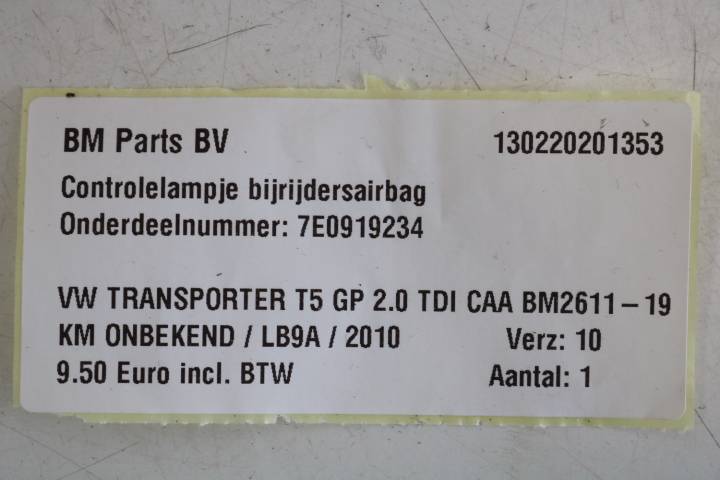 BM Parts BV 130220201353
Controlelampje bijrijdersairbag
Onderdeelnummer: 7E0919234
VW TRANSPORTER T5 GP 2.0 TDI CAA BM2611-19
KM ONBEKEND / LB9A / 2010 Verz: 10
9.50 Euro incl. BTW Aantal: 1